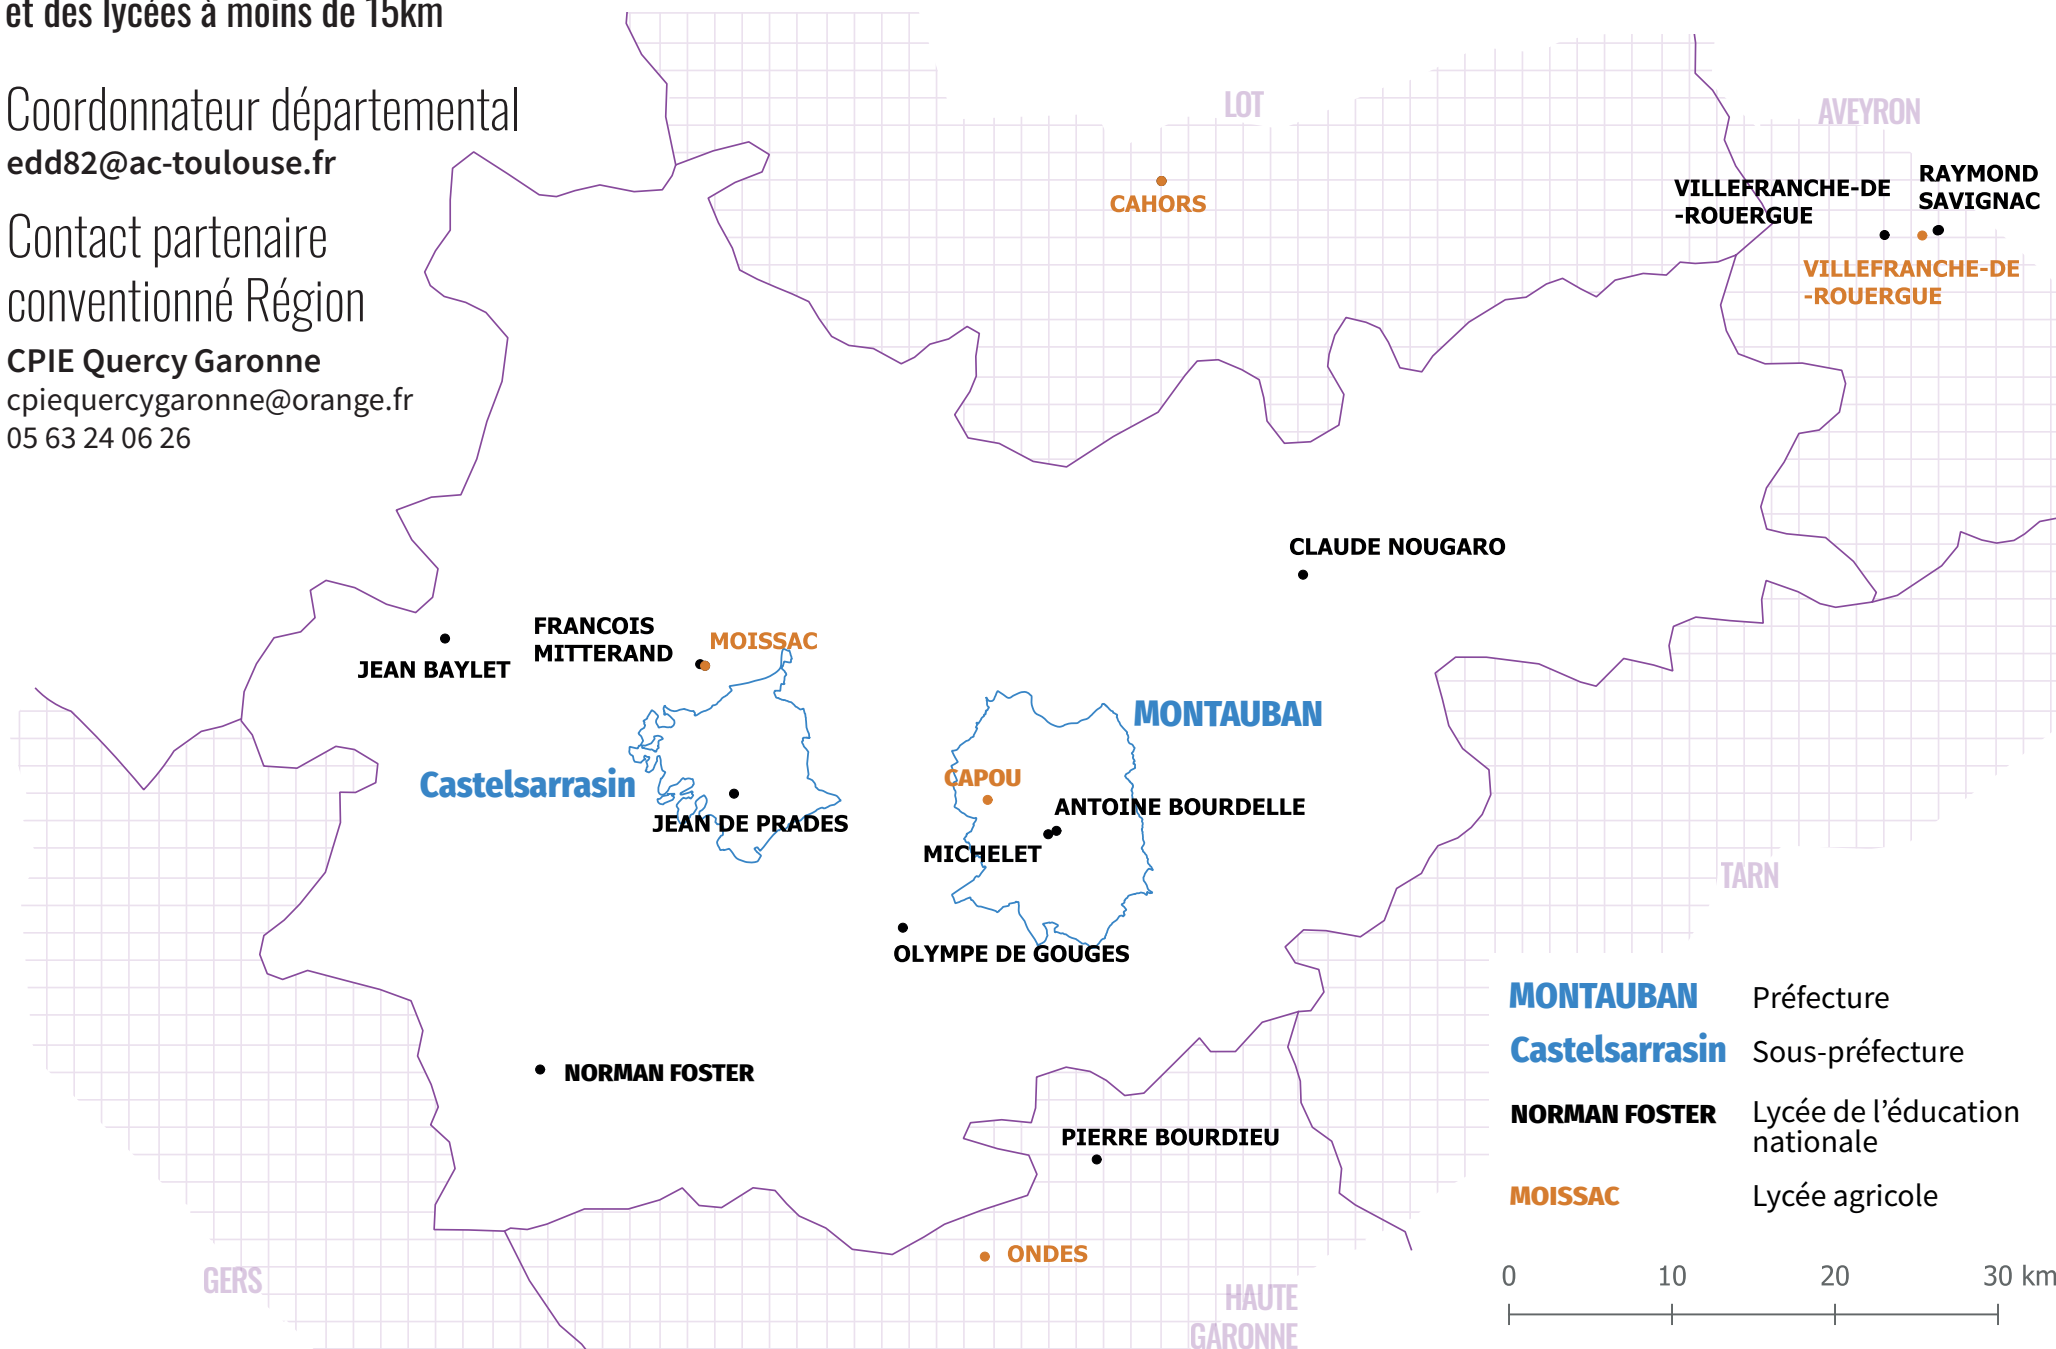 et des lycées à moins de 15km
Coordonnateur départemental
edd82@ac-toulouse.fr
Contact partenaire
conventionné Région
CPIE Quercy Garonne
cpiequercygaronne@orange.fr
05 63 24 06 26
LOT
AVEYRON
CAHORS
VILLEFRANCHE-DE
-ROUERGUE
RAYMOND
SAVIGNAC
VILLEFRANCHE-DE
-ROUERGUE
CLAUDE NOUGARO
JEAN BAYLET
FRANCOIS
MITTERAND
MOISSAC
MONTAUBAN
Castelsarrasin
CAPOU
JEAN DE PRADES
ANTOINE BOURDELLE
MICHELET
TARN
OLYMPE DE GOUGES
NORMAN FOSTER
PIERRE BOURDIEU
ONDES
GERS
HAUTE
GARONNE
MONTAUBAN Préfecture
Castelsarrasin Sous-préfecture
NORMAN FOSTER Lycée de l’éducation
nationale
MOISSAC Lycée agricole
0 10 20 30 km